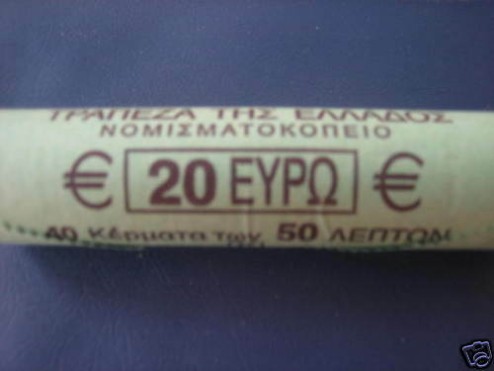 ΤΡΑΠΕΖΑ ΤΗΣ ΕΛΛΑΔΟΣ
ΝΟΜΙΣΜΑΤΟΚΟΠΕΙΟ
€ 20 ΕΥΡΩ €
40 Κέρματα των 50 ΛΕΠΤΩΝ